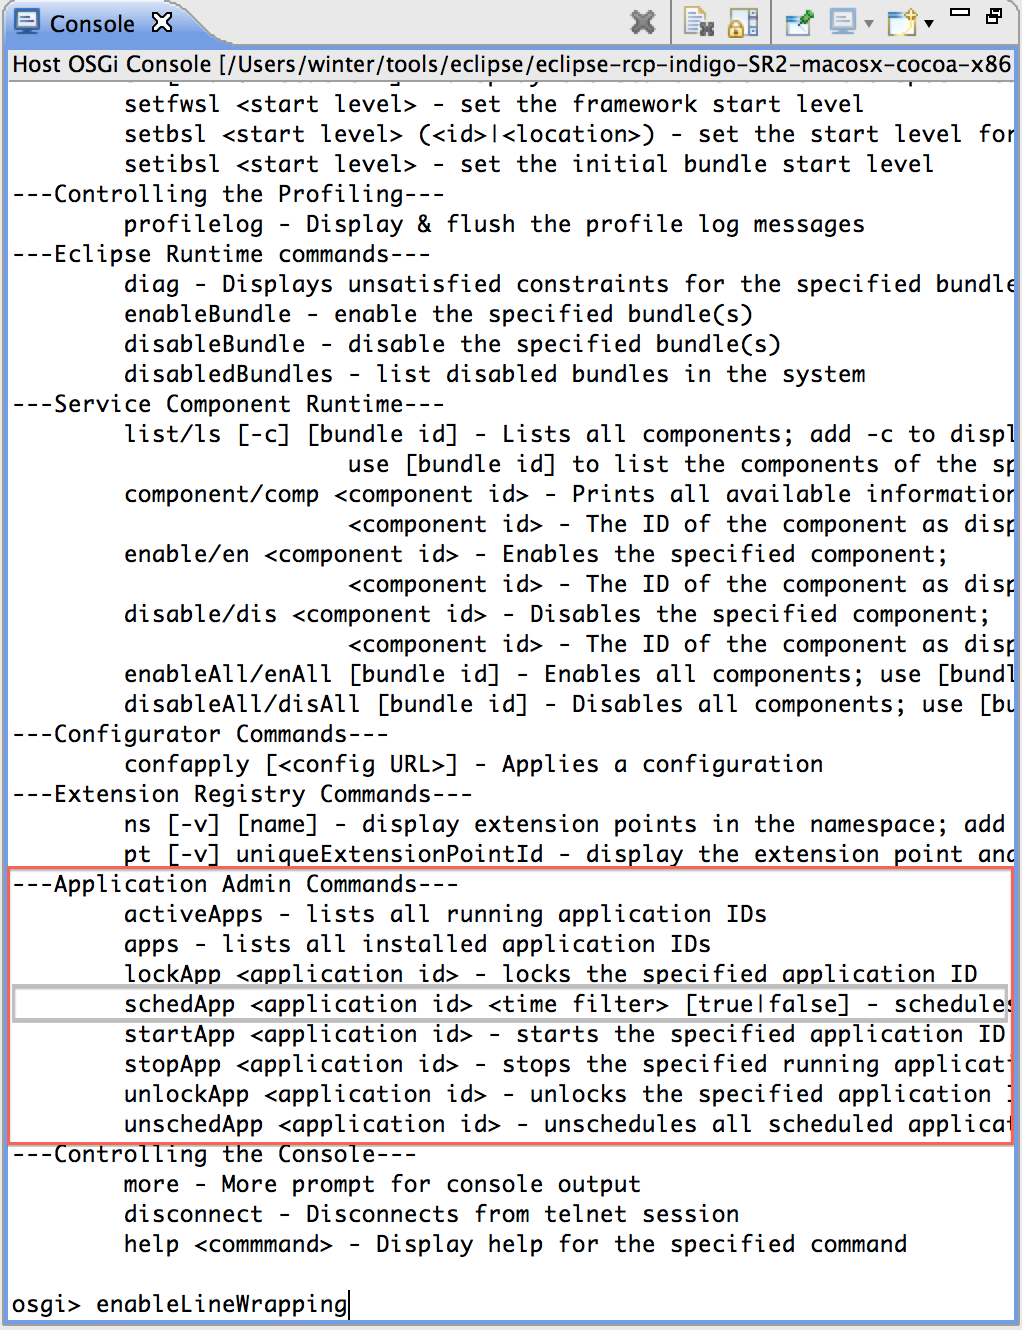 Console
Host OSGi Console [/Users/winter/tools/eclipse/eclipse-rcp-indigo-SR2-macosx-cocoa-x86
setfwsl <start level> - set the framework start level
setbsl <start level> (<id>|<location>) - set the start level for
setibsl <start level> - set the initial bundle start level
---Controlling the Profiling---
profilelog - Display & flush the profile log messages
---Eclipse Runtime commands---
diag - Displays unsatisfied constraints for the specified bundle
enableBundle - enable the specified bundle(s)
disableBundle - disable the specified bundle(s)
disabledBundles - list disabled bundles in the system
---Service Component Runtime---
list/ls [-c] [bundle id] - Lists all components; add -c to displ
use [bundle id] to list the components of the sp
component/comp <component id> - Prints all available information
<component id> - The ID of the component as disp
enable/en <component id> - Enables the specified component;
<component id> - The ID of the component as disp
disable/dis <component id> - Disables the specified component;
<component id> - The ID of the component as disp
enableAll/enAll [bundle id] - Enables all components; use [bundl
disableAll/disAll [bundle id] - Disables all components; use [bu
---Configurator Commands---
confapply [<config URL>] - Applies a configuration
---Extension Registry Commands---
ns [-v] [name] - display extension points in the namespace; add
pt [-v] uniqueExtensionPointId - display the extension point and
---Application Admin Commands---
activeApps - lists all running application IDs
apps - lists all installed application IDs
lockApp <application id> - locks the specified application ID
schedApp <application id> <time filter> [true|false] - schedules
startApp <application id> - starts the specified application ID
stopApp <application id> - stops the specified running applicati
unlockApp <application id> - unlocks the specified application I
unschedApp <application id> - unschedules all scheduled applicat
---Controlling the Console---
more - More prompt for console output
disconnect - Disconnects from telnet session
help <commmand> - Display help for the specified command
osgi> enableLineWrapping